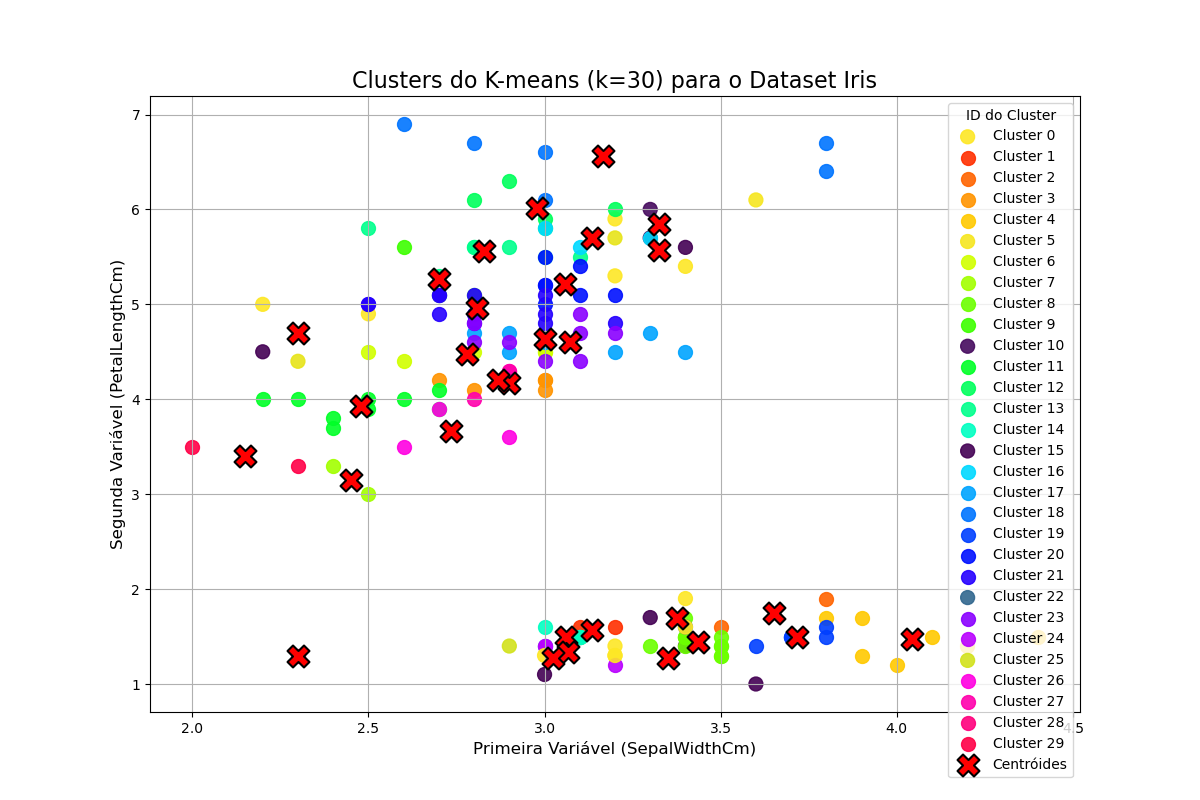 Clusters do K-means (k=30) para o Dataset Iris
Segunda Variável (PetalLengthCm)
7
6
5
4
3
2
1
2.0
2.5
3.0
3.5
4.0
4.5
Primeira Variável (SepalWidthCm)
ID do Cluster
Cluster 0
Cluster 1
Cluster 2
Cluster 3
Cluster 4
Cluster 5
Cluster 6
Cluster 7
Cluster 8
Cluster 9
Cluster 10
Cluster 11
Cluster 12
Cluster 13
Cluster 14
Cluster 15
Cluster 16
Cluster 17
Cluster 18
Cluster 19
Cluster 20
Cluster 21
Cluster 22
Cluster 23
Cluster 24
Cluster 25
Cluster 26
Cluster 27
Cluster 28
Cluster 29
Centróides